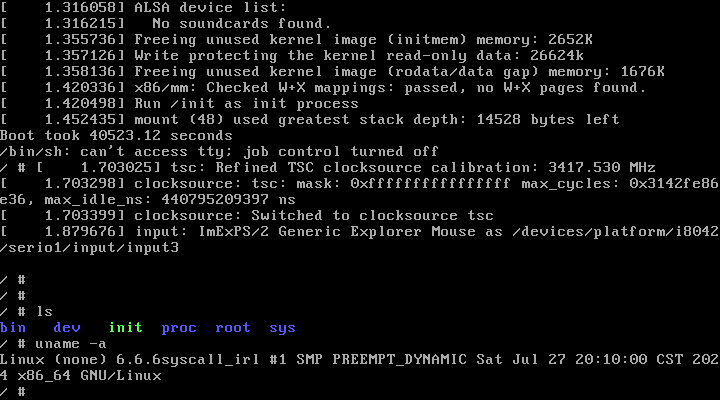 [    1.316058] ALSA device list:
[    1.316215]   No soundcards found.
[    1.355736] Freeing unused kernel image (initmem) memory: 2652K
[    1.357126] Write protecting the kernel read-only data: 26624k
[    1.358136] Freeing unused kernel image (rodata/data gap) memory: 1676K
[    1.420336] x86/mm: Checked W+X mappings: passed, no W+X pages found.
[    1.420498] Run /init as init process
[    1.452435] mount (48) used greatest stack depth: 14528 bytes left
Boot took 40523.12 seconds
/bin/sh: can't access tty; job control turned off
/ # [    1.703025] tsc: Refined TSC clocksource calibration: 3417.530 MHz
[    1.703298] clocksource: tsc: mask: 0xffffffffffffffff max_cycles: 0x3142fe86
e36, max_idle_ns: 440795209397 ns
[    1.703399] clocksource: Switched to clocksource tsc
[    1.879676] input: ImExPS/2 Generic Explorer Mouse as /devices/platform/i8042
/serio1/input/input3
/ #
/ #
/ # ls
bin   dev   init  proc  root  sys
/ # uname -a
Linux (none) 6.6.6syscall_irl #1 SMP PREEMPT_DYNAMIC Sat Jul 27 20:10:00 CST 202
4 x86_64 GNU/Linux
/ #